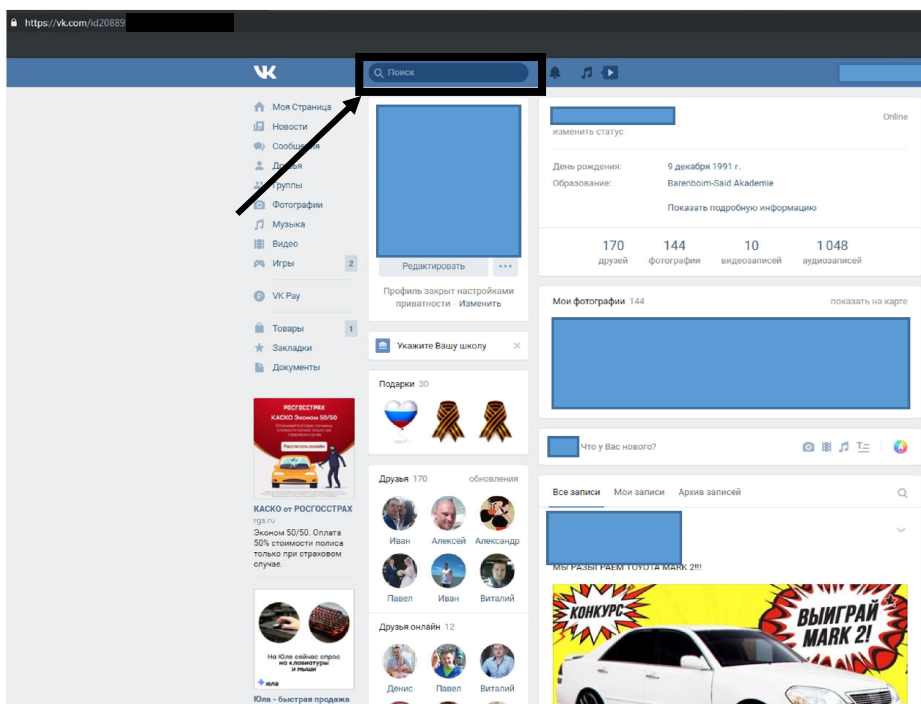 https://vk.com/id20889
Поиск
Моя Страница
Новости
Сообщения
Друзья
Группы
Фотографии
Музыка
Видео
Игры 2
VK Pay
Товары 1
Закладки
Документы
РОСГОССТРАХ
КАСКО Эконом 50/50
Рассчитать онлайн
КАСКО от РОСГОССТРАХ
rgs.ru
Эконом 50/50. Оплата
50% стоимости полиса
только при страховом
случае.
На Юле сейчас спрос
на клавиатуры
и мыши
юла
Юла - быстрая продажа
Редактировать
Профиль закрыт настройками
приватности · Изменить
Укажите Вашу школу
Подарки 30
Друзья 170 обновления
Иван Алексей Александр
Павел Иван Виталий
Друзья онлайн 12
Денис Павел Виталий
Online
изменить статус
День рождения: 9 декабря 1991 г.
Образование: Barenboim-Said Akademie
Показать подробную информацию
170 144 10 1 048
друзей фотографии видеозаписей аудиозаписей
Мои фотографии 144 показать на карте
Что у Вас нового?
Все записи Мои записи Архив записей
МЫ РАЗЫГРАЕМ TOYOTA MARK 2!!!
КОНКУРС
ВЫИГРАЙ
MARK 2!